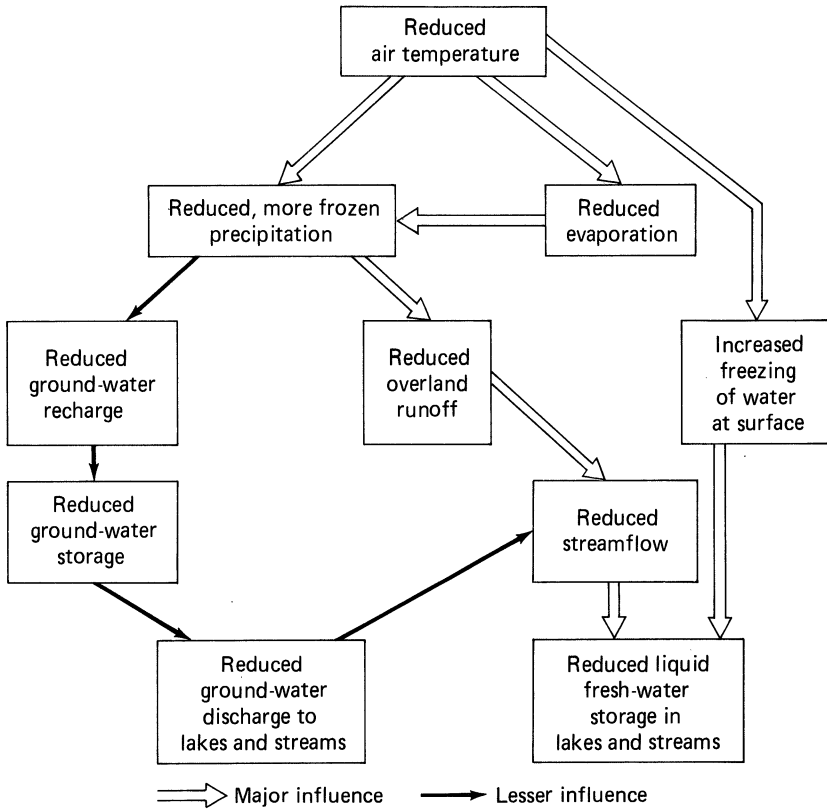 Reduced
air temperature
Reduced, more frozen
precipitation
Reduced
evaporation
Reduced
ground-water
recharge
Reduced
overland
runoff
Increased
freezing
of water
at surface
Reduced
ground-water
storage
Reduced
streamflow
Reduced
ground-water
discharge to
lakes and streams
Reduced liquid
fresh-water
storage in
lakes and streams
Major influence
Lesser influence